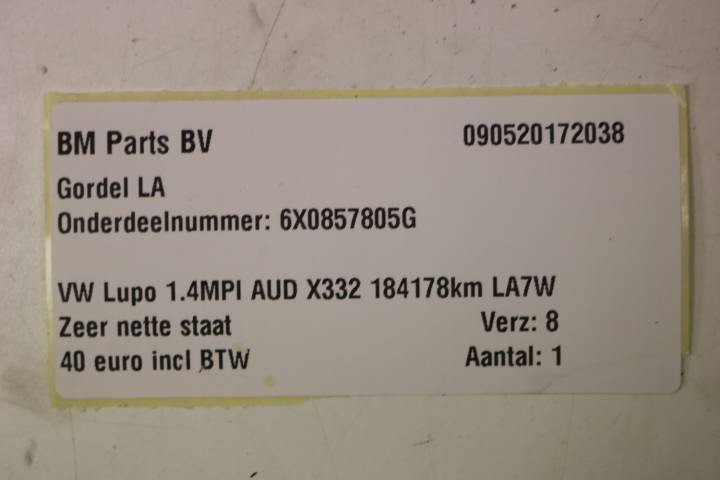 BM Parts BV 090520172038
Gordel LA
Onderdeelnummer: 6X0857805G
VW Lupo 1.4MPI AUD X332 184178km LA7W
Zeer nette staat Verz: 8
40 euro incl BTW Aantal: 1